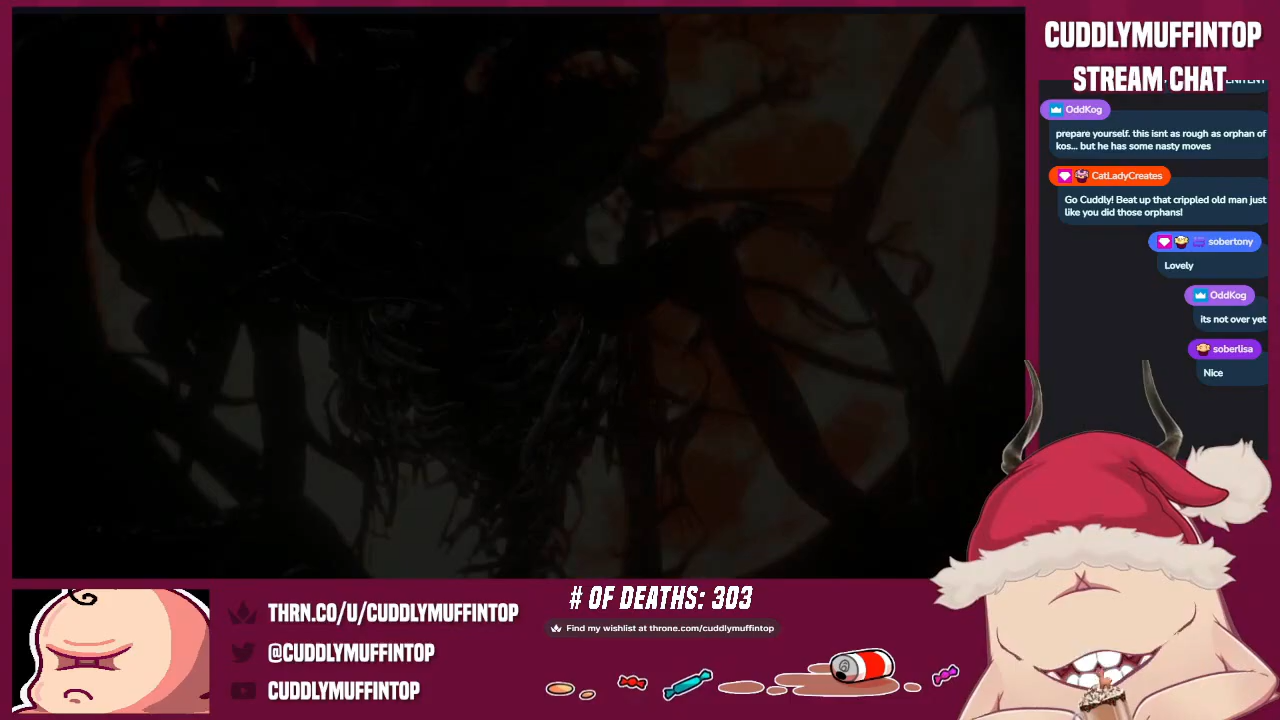 CUDDLYMUFFINTOP
STREAM CHAT
OddKog
prepare yourself. this isnt as rough as orphan of
kos... but he has some nasty moves
CatLadyCreates
Go Cuddly! Beat up that crippled old man just
like you did those orphans!
sobertony
Lovely
OddKog
its not over yet
soberlisa
Nice
# OF DEATHS: 303
Find my wishlist at throne.com/cuddlymuffintop
THRN.CO/U/CUDDLYMUFFINTOP
@CUDDLYMUFFINTOP
CUDDLYMUFFINTOP